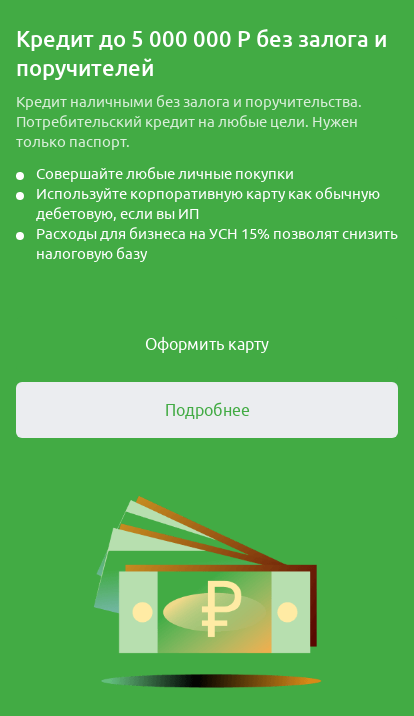 Кредит до 5 000 000 Р без залога и
поручителей
Кредит наличными без залога и поручительства.
Потребительский кредит на любые цели. Нужен
только паспорт.
Совершайте любые личные покупки
Используйте корпоративную карту как обычную
дебетовую, если вы ИП
Расходы для бизнеса на УСН 15% позволят снизить
налоговую базу
Оформить карту
Подробнее
₽